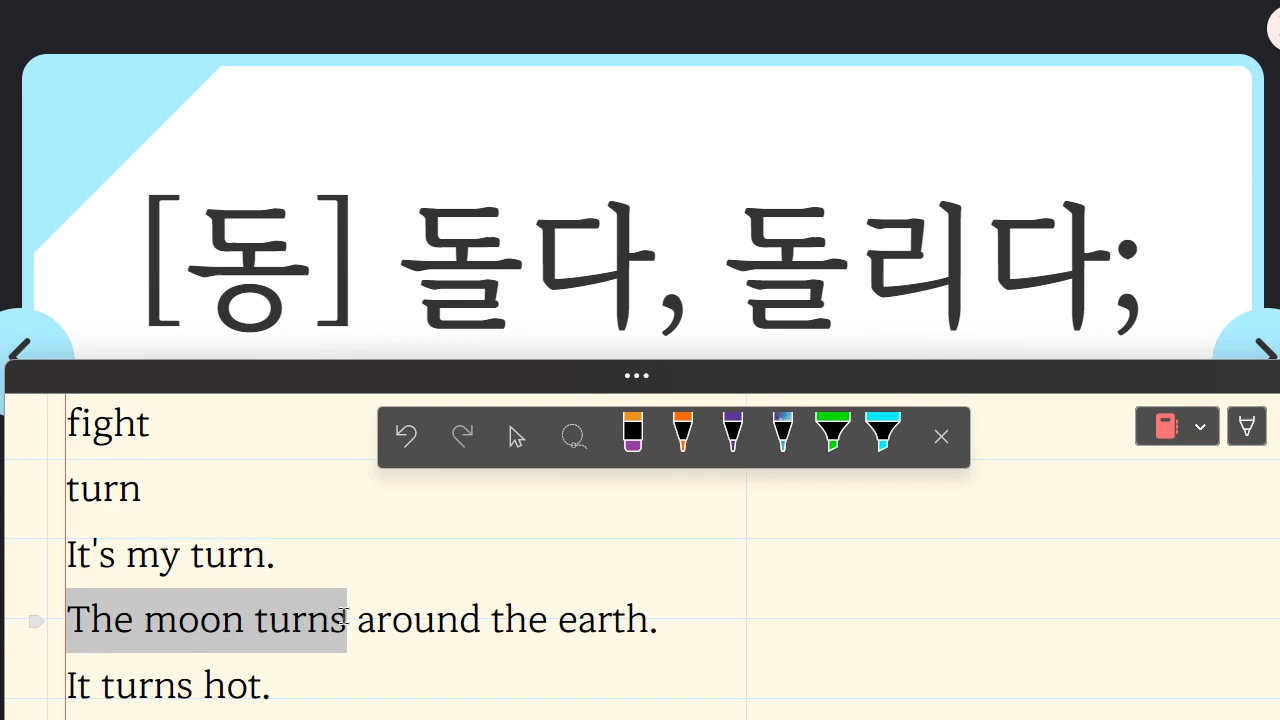 [동] 돌다, 돌리다;
fight
turn
It's my turn.
The moon turns around the earth.
It turns hot.